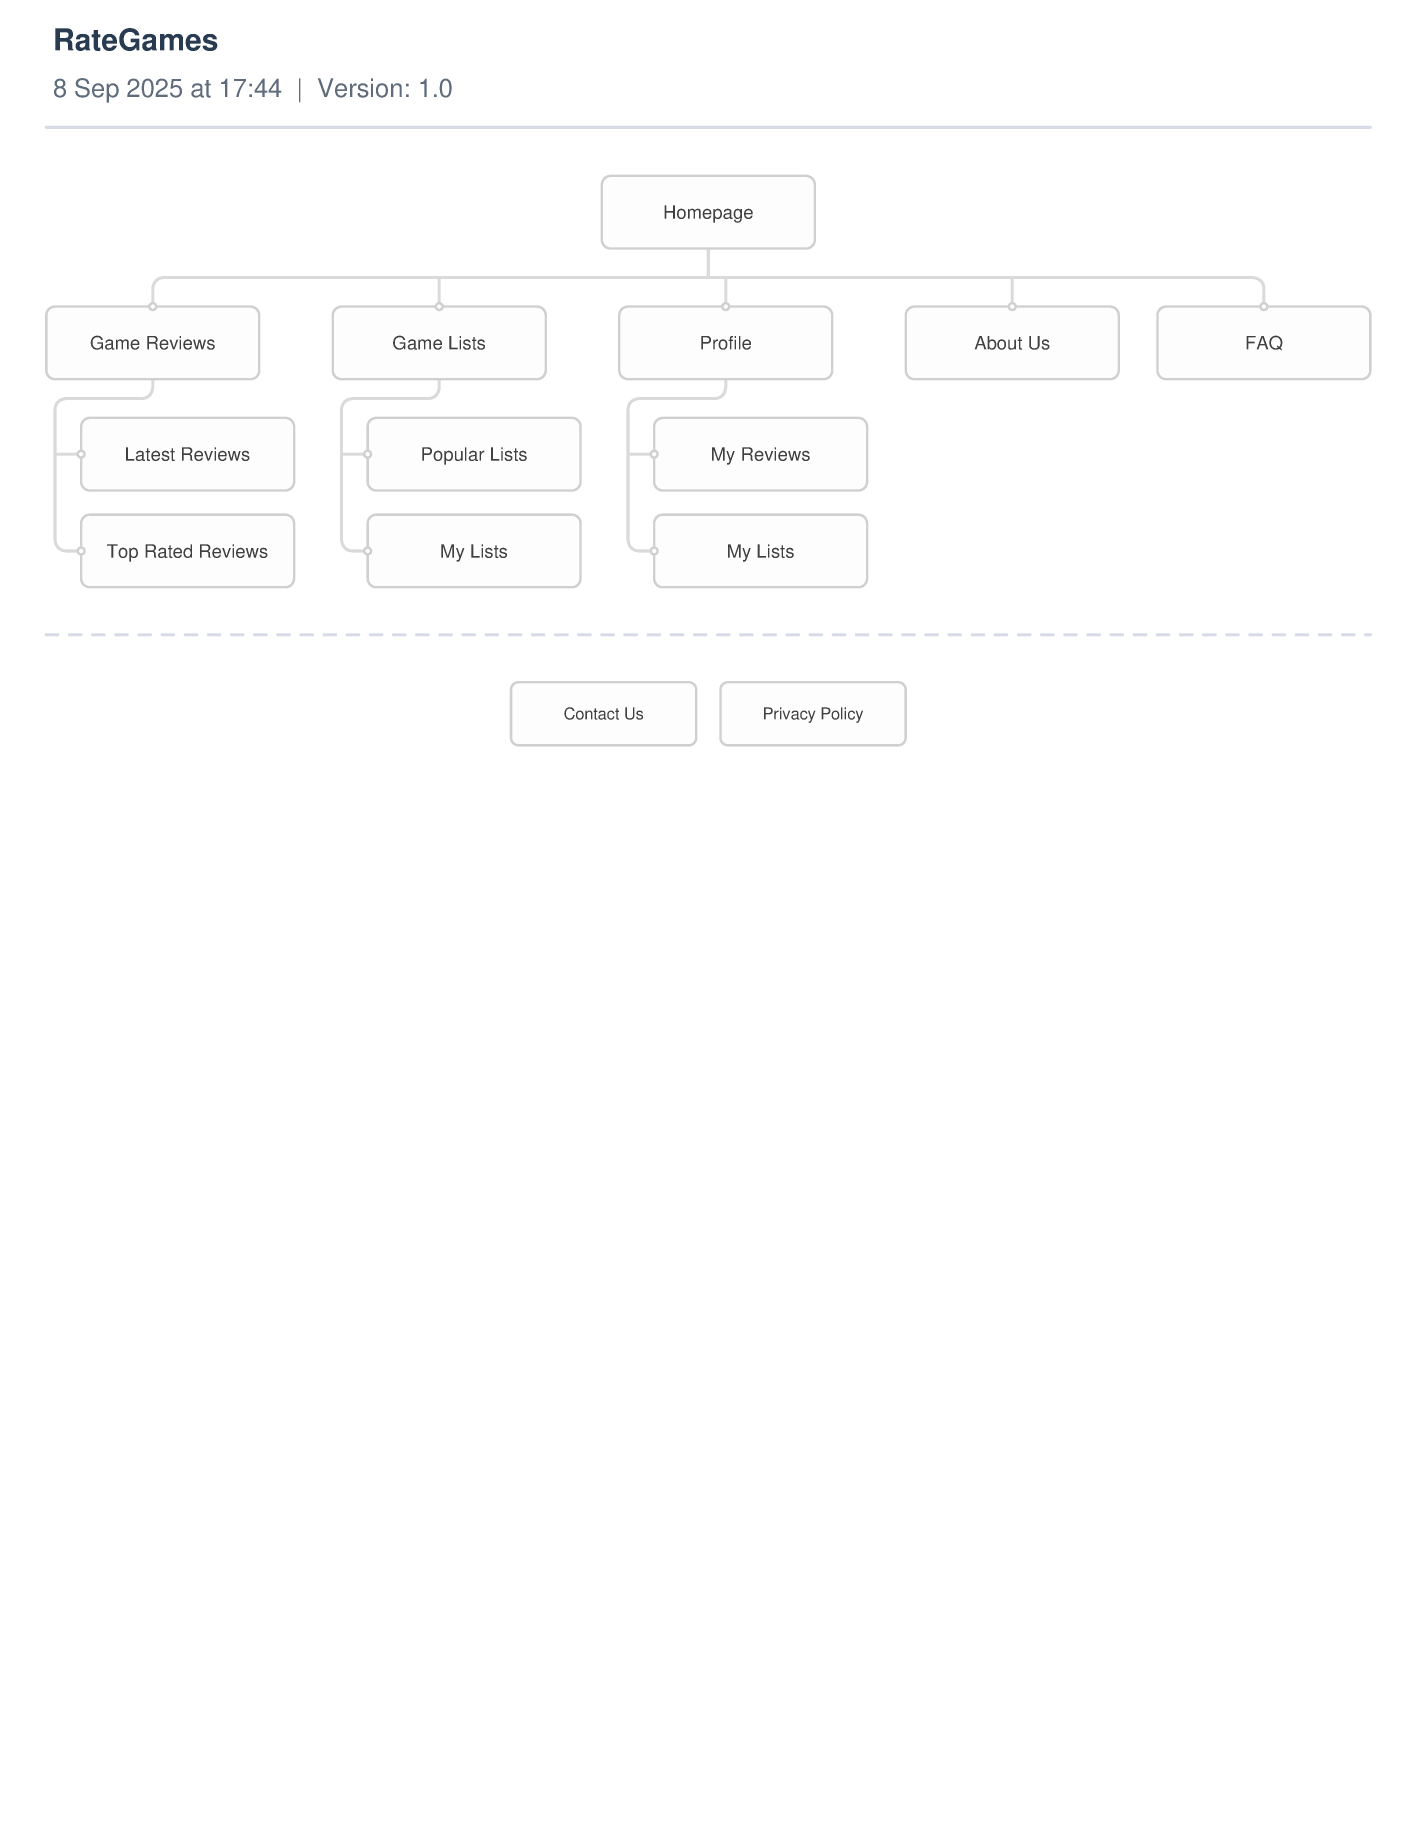 RateGames
8 Sep 2025 at 17:44 | Version: 1.0
Homepage
Game Reviews
Game Lists
Profile
About Us
FAQ
Latest Reviews
Popular Lists
My Reviews
Top Rated Reviews
My Lists
My Lists
Contact Us
Privacy Policy